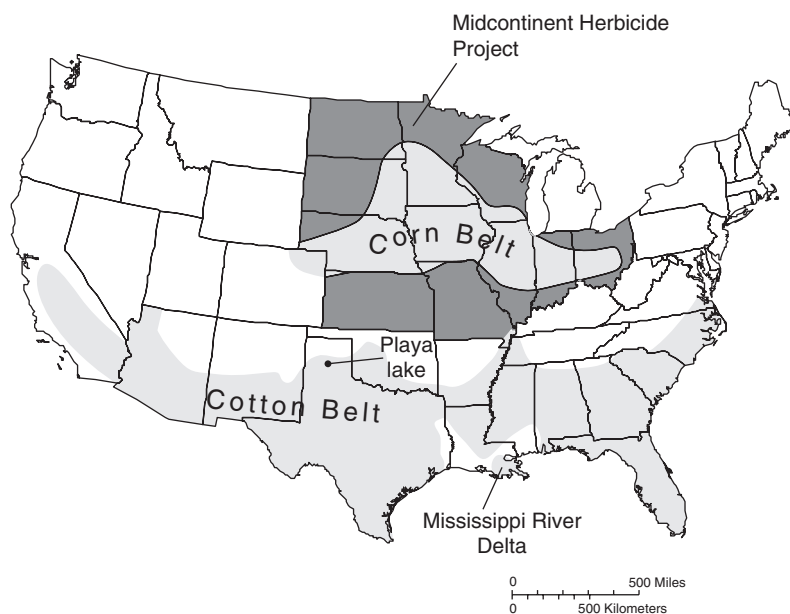 Midcontinent Herbicide
Project
Corn Belt
Playa
lake
Cotton Belt
Mississippi River
Delta
0 500 Miles
0 500 Kilometers